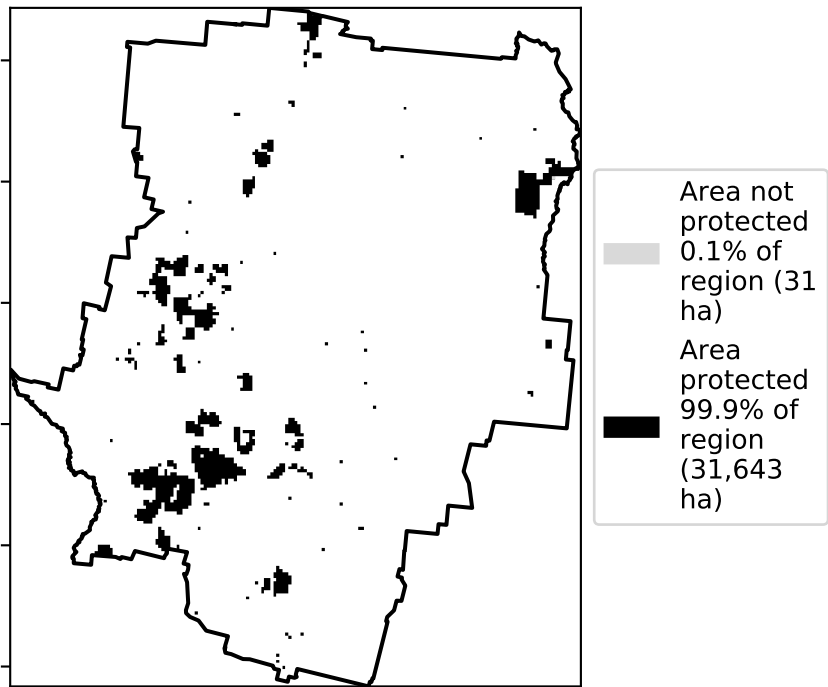 Area not
protected
0.1% of
region (31
ha)
Area
protected
99.9% of
region
(31,643
ha)